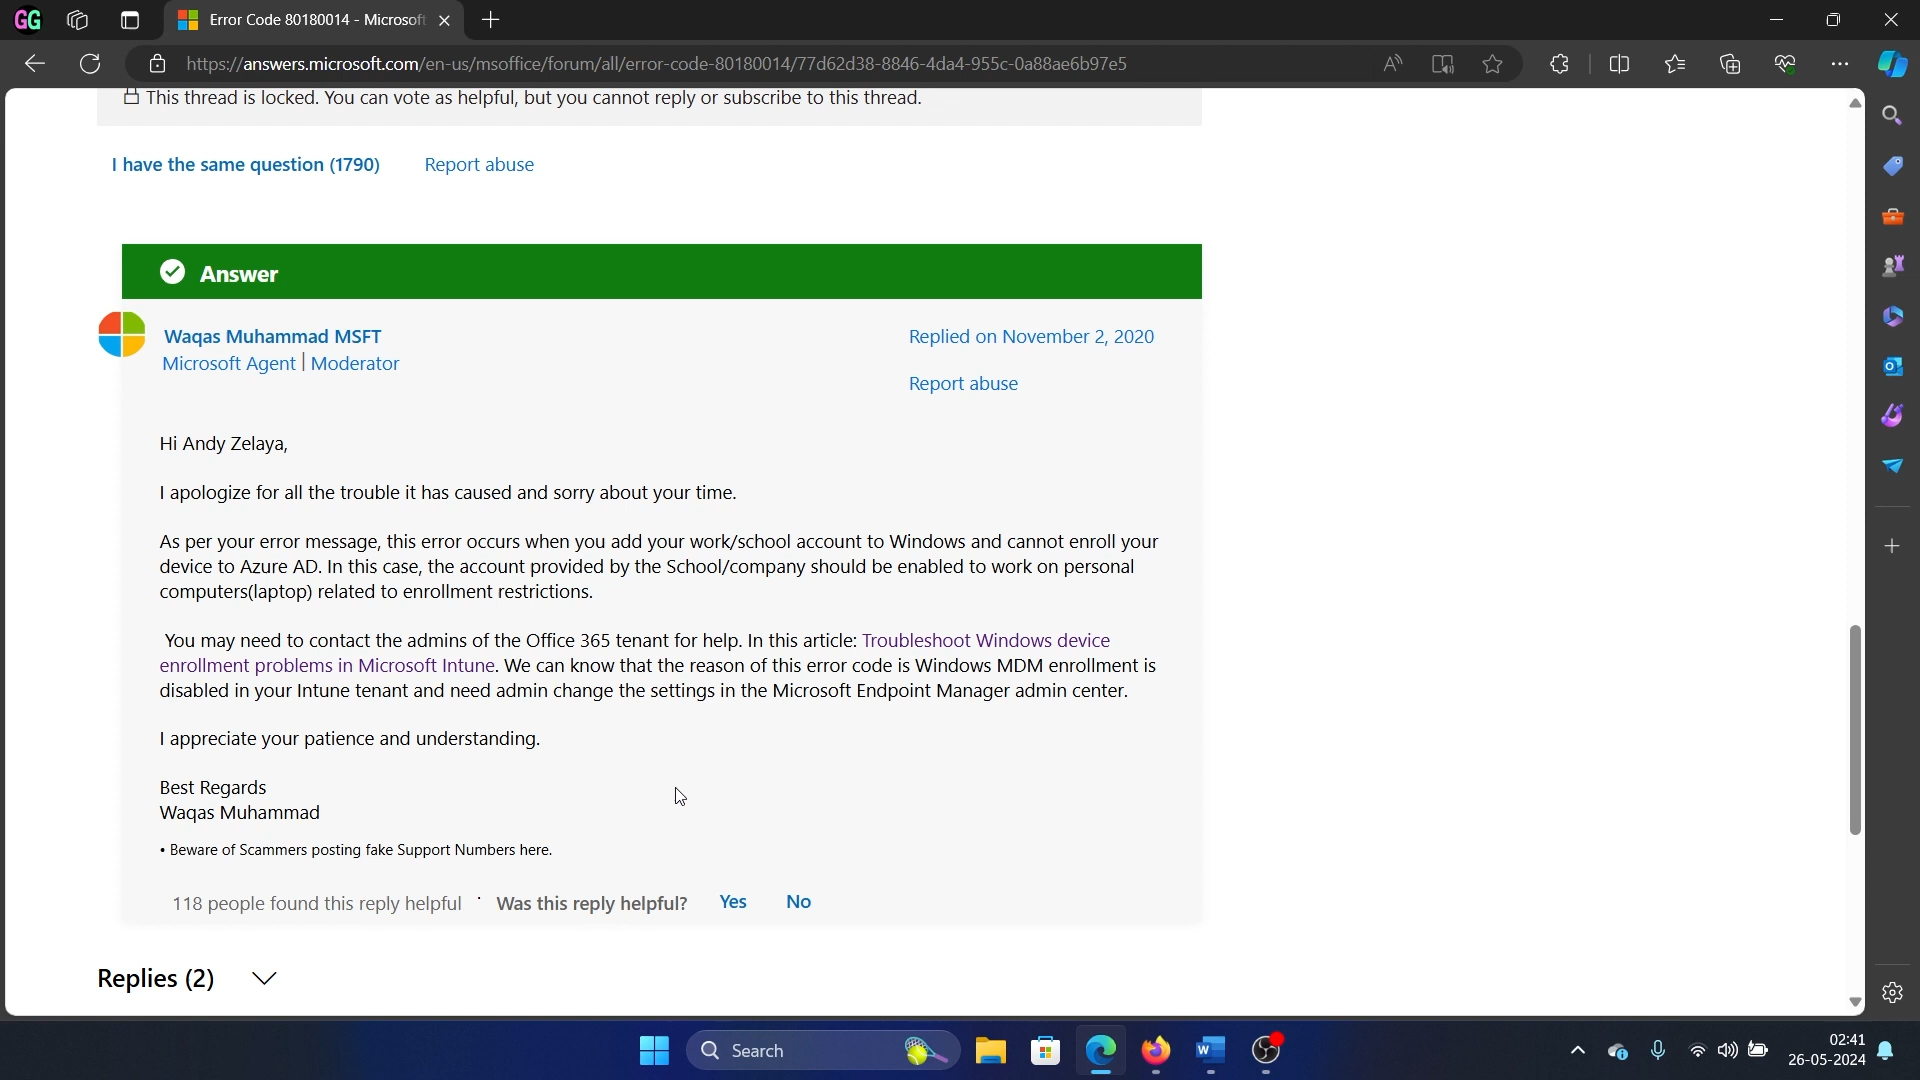 GG
Error Code 80180014 - Microsoft
https://answers.microsoft.com/en-us/msoffice/forum/all/error-code-80180014/77d62d38-8846-4da4-955c-0a88ae6b97e5
This thread is locked. You can vote as helpful, but you cannot reply or subscribe to this thread.
I have the same question (1790) Report abuse
Answer
Waqas Muhammad MSFT Replied on November 2, 2020
Microsoft Agent | Moderator
Report abuse
Hi Andy Zelaya,
I apologize for all the trouble it has caused and sorry about your time.
As per your error message, this error occurs when you add your work/school account to Windows and cannot enroll your
device to Azure AD. In this case, the account provided by the School/company should be enabled to work on personal
computers(laptop) related to enrollment restrictions.
You may need to contact the admins of the Office 365 tenant for help. In this article: Troubleshoot Windows device
enrollment problems in Microsoft Intune. We can know that the reason of this error code is Windows MDM enrollment is
disabled in your Intune tenant and need admin change the settings in the Microsoft Endpoint Manager admin center.
I appreciate your patience and understanding.
Best Regards
Waqas Muhammad
• Beware of Scammers posting fake Support Numbers here.
118 people found this reply helpful · Was this reply helpful? Yes No
Replies (2)
Search
02:41
26-05-2024